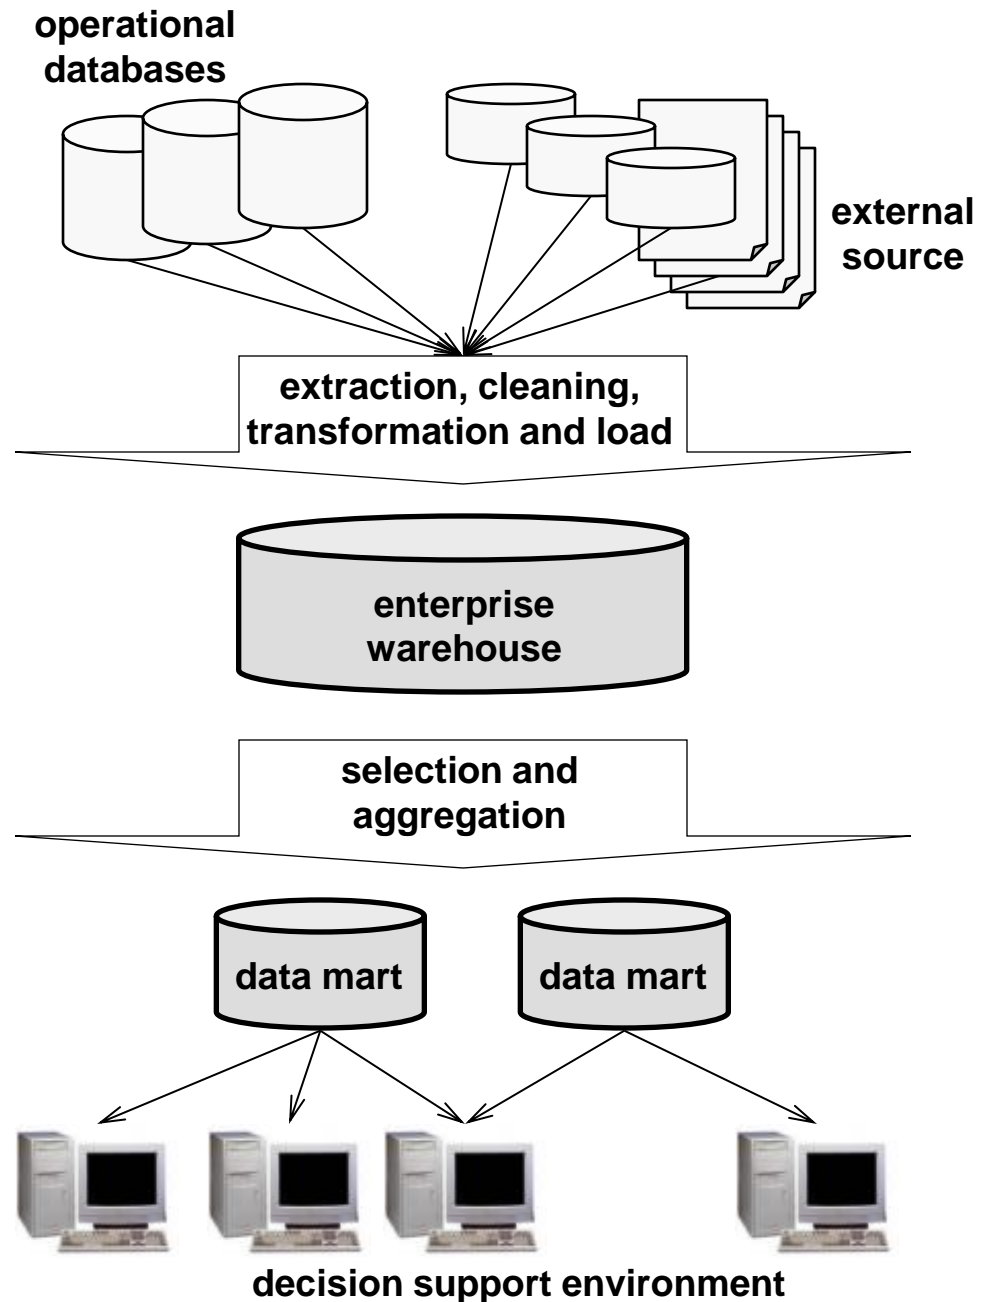 operational
databases
external
source
extraction, cleaning,
transformation and load
enterprise
warehouse
selection and
aggregation
data mart
data mart
decision support environment